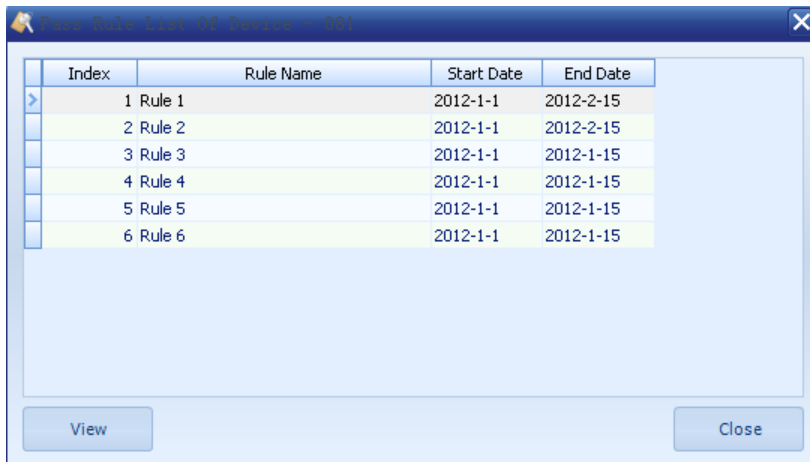 Pass Rule List Of Device - 081
Index Rule Name Start Date End Date
1 Rule 1 2012-1-1 2012-2-15
2 Rule 2 2012-1-1 2012-2-15
3 Rule 3 2012-1-1 2012-1-15
4 Rule 4 2012-1-1 2012-1-15
5 Rule 5 2012-1-1 2012-1-15
6 Rule 6 2012-1-1 2012-1-15
View Close